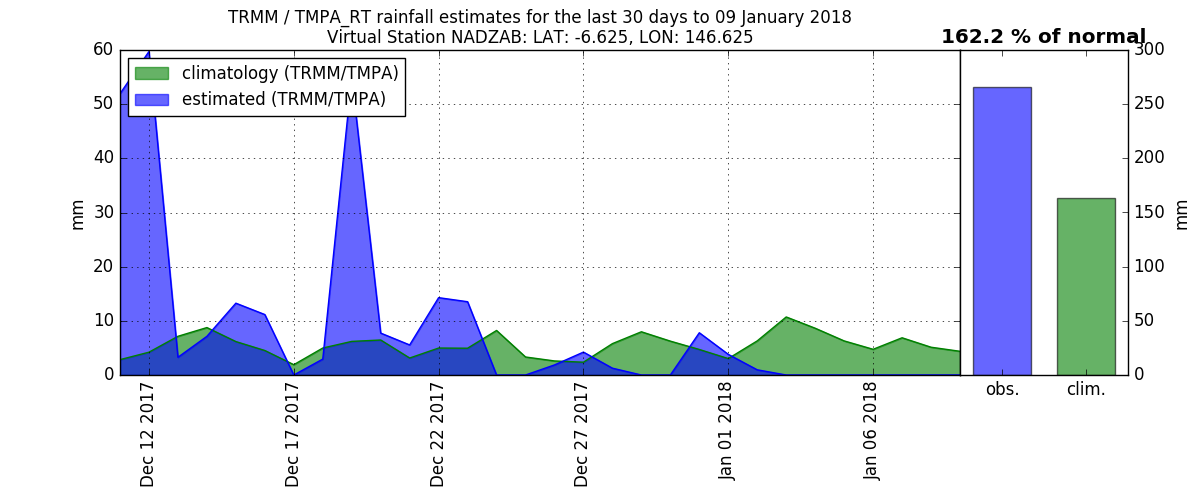 TRMM / TMPA_RT rainfall estimates for the last 30 days to 09 January 2018
Virtual Station NADZAB: LAT: -6.625, LON: 146.625
162.2 % of normal
climatology (TRMM/TMPA)
estimated (TRMM/TMPA)
60
50
40
30
20
10
0
mm
Dec 12 2017
Dec 17 2017
Dec 22 2017
Dec 27 2017
Jan 01 2018
Jan 06 2018
obs.
clim.
300
250
200
150
100
50
0
mm